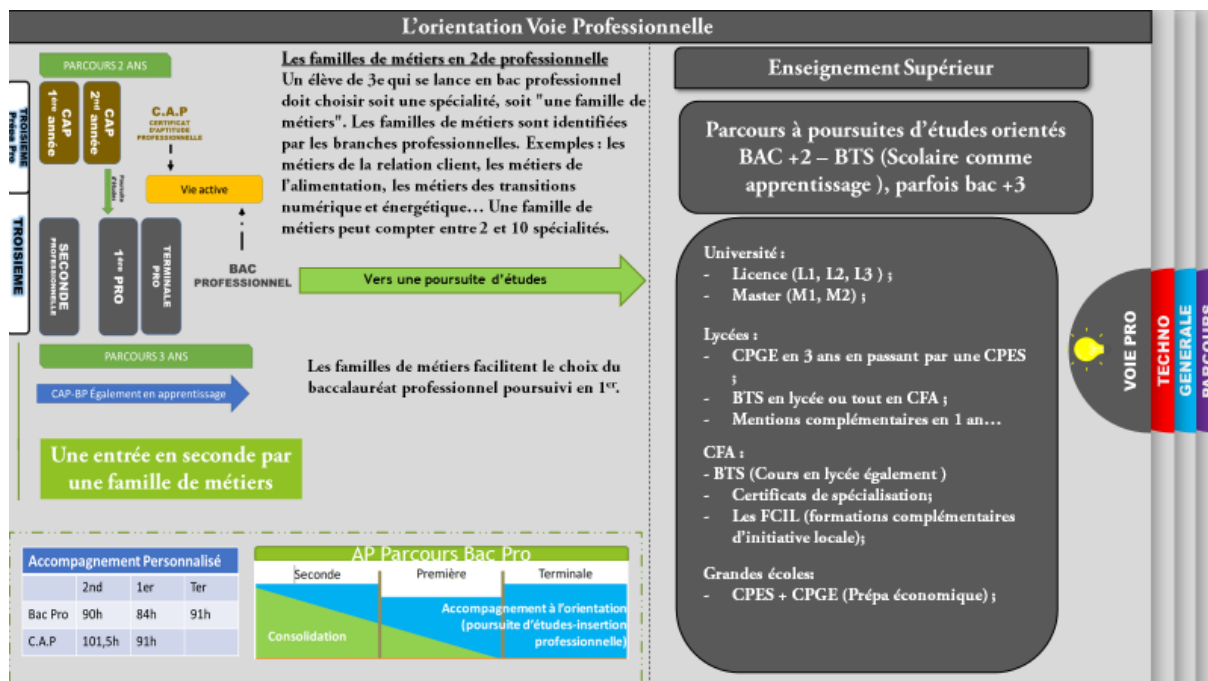 L'orientation Voie Professionnelle
PARCOURS 2 ANS
TROISIEME
Prépa Pro
CAP
1ère année
CAP
2nd année
C.A.P
CERTIFICAT
D'APTITUDE
PROFESSIONNELLE
Poursuite
d'études
Vie active
TROISIEME
SECONDE
PROFESSIONNELLE
1ère PRO
TERMINALE
PRO
BAC
PROFESSIONNEL
PARCOURS 3 ANS
CAP-BP Également en apprentissage
Une entrée en seconde par
une famille de métiers
Les familles de métiers en 2de professionnelle
Un élève de 3e qui se lance en bac professionnel
doit choisir soit une spécialité, soit "une famille de
métiers". Les familles de métiers sont identifiées
par les branches professionnelles. Exemples : les
métiers de la relation client, les métiers de
l'alimentation, les métiers des transitions
numérique et énergétique... Une famille de
métiers peut compter entre 2 et 10 spécialités.
Vers une poursuite d'études
Les familles de métiers facilitent le choix du
baccalauréat professionnel poursuivi en 1er.
Accompagnement Personnalisé
2nd 1er Ter
Bac Pro 90h 84h 91h
C.A.P 101,5h 91h
AP Parcours Bac Pro
Seconde Première Terminale
Consolidation
Accompagnement à l'orientation
(poursuite d'études-insertion
professionnelle)
Enseignement Supérieur
Parcours à poursuites d'études orientés
BAC +2 – BTS (Scolaire comme
apprentissage ), parfois bac +3
Université :
- Licence (L1, L2, L3 ) ;
- Master (M1, M2) ;
Lycées :
- CPGE en 3 ans en passant par une CPES
;
- BTS en lycée ou tout en CFA ;
- Mentions complémentaires en 1 an...
CFA :
- BTS (Cours en lycée également )
- Certificats de spécialisation;
- Les FCIL (formations complémentaires
d'initiative locale);
Grandes écoles:
- CPES + CPGE (Prépa économique) ;
VOIE PRO
TECHNO
GENERALE
PARCOURS